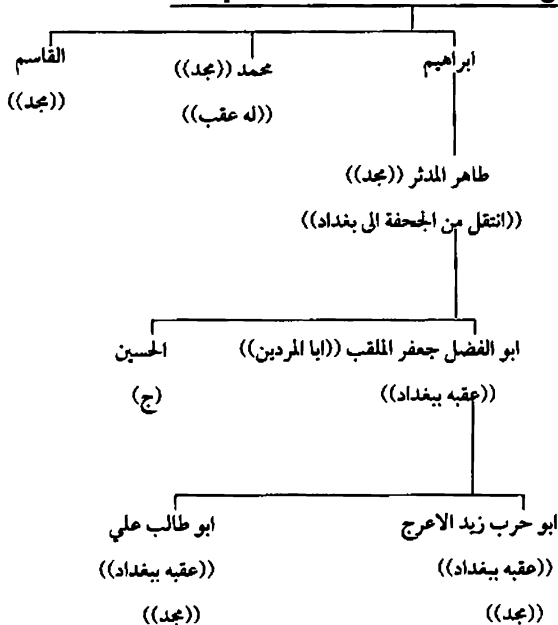 ابراهيم
محمد ((مجد))
((له عقب))
القاسم
((مجد))
طاهر المدثر ((مجد))
((انتقل من الجحفة الى بغداد))
ابو الفضل جعفر الملقب ((ابا المردين))
((عقبه ببغداد))
الحسين
(ج)
ابو حرب زيد الاعرج
((عقبه ببغداد))
((مجد))
ابو طالب علي
((عقبه ببغداد))
((مجد))